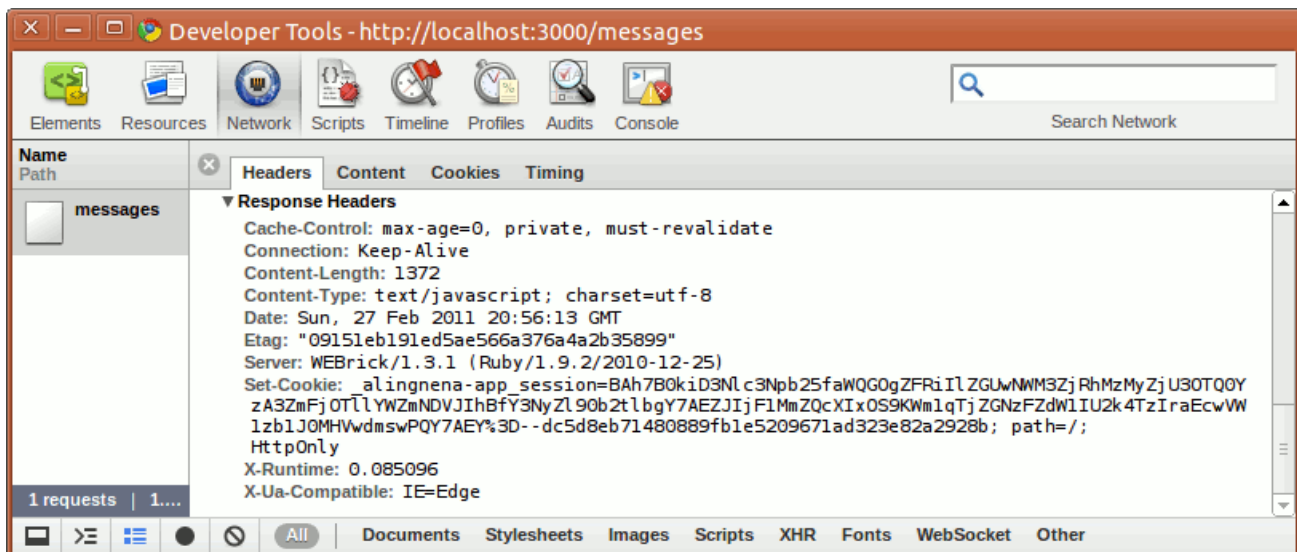 Developer Tools - http://localhost:3000/messages
Elements Resources Network Scripts Timeline Profiles Audits Console
Search Network
Name
Path
Headers Content Cookies Timing
messages
Response Headers
Cache-Control: max-age=0, private, must-revalidate
Connection: Keep-Alive
Content-Length: 1372
Content-Type: text/javascript; charset=utf-8
Date: Sun, 27 Feb 2011 20:56:13 GMT
Etag: "09151eb191ed5ae566a376a4a2b35899"
Server: WEBrick/1.3.1 (Ruby/1.9.2/2010-12-25)
Set-Cookie: _alingnena-app_session=BAh7B0kiD3Nlc3Npb25faWQGOgZFRiIlZGUwNWM3ZjRhMzMyZjU3OTQ0Y
zA3ZmFjOTllYWZmNDVJIhBfY3NyZl90b2tlbgY7AEZJIjFlMmZQcXIxOS9KWm1qTjZGNzFZdW1IU2k4TzIraEcwVW
1zb1J0MHVwdmswPQY7AEY%3D--dc5d8eb71480889fb1e5209671ad323e82a2928b; path=/;
HttpOnly
X-Runtime: 0.085096
X-Ua-Compatible: IE=Edge
1 requests | 1....
All Documents Stylesheets Images Scripts XHR Fonts WebSocket Other